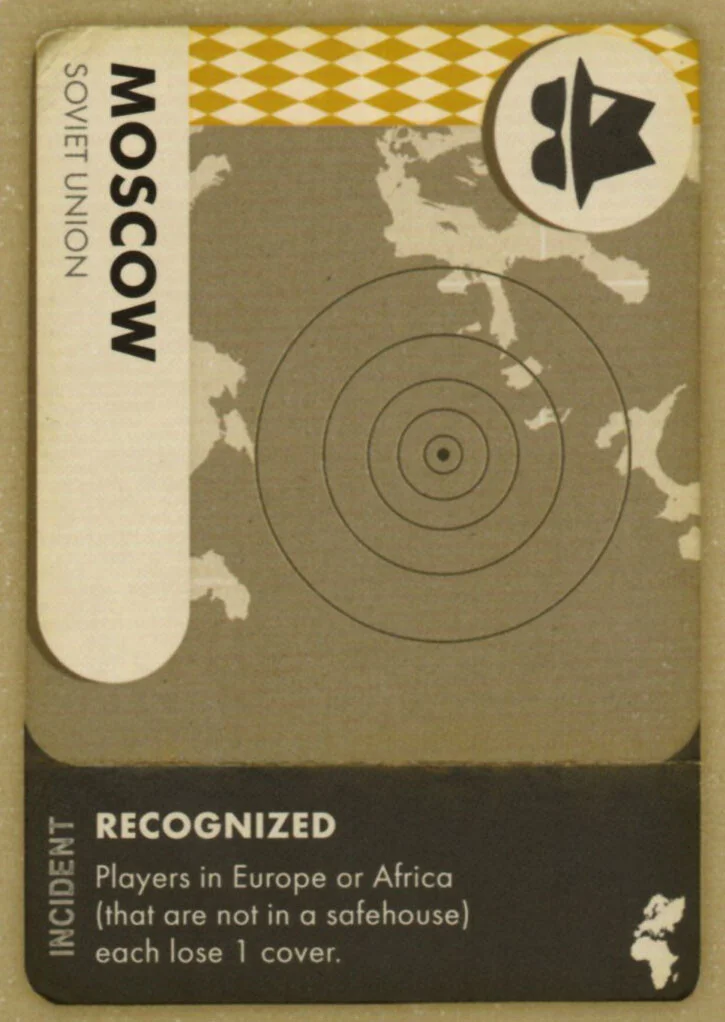 MOSCOW
SOVIET UNION
INCIDENT
RECOGNIZED
Players in Europe or Africa
(that are not in a safehouse)
each lose 1 cover.